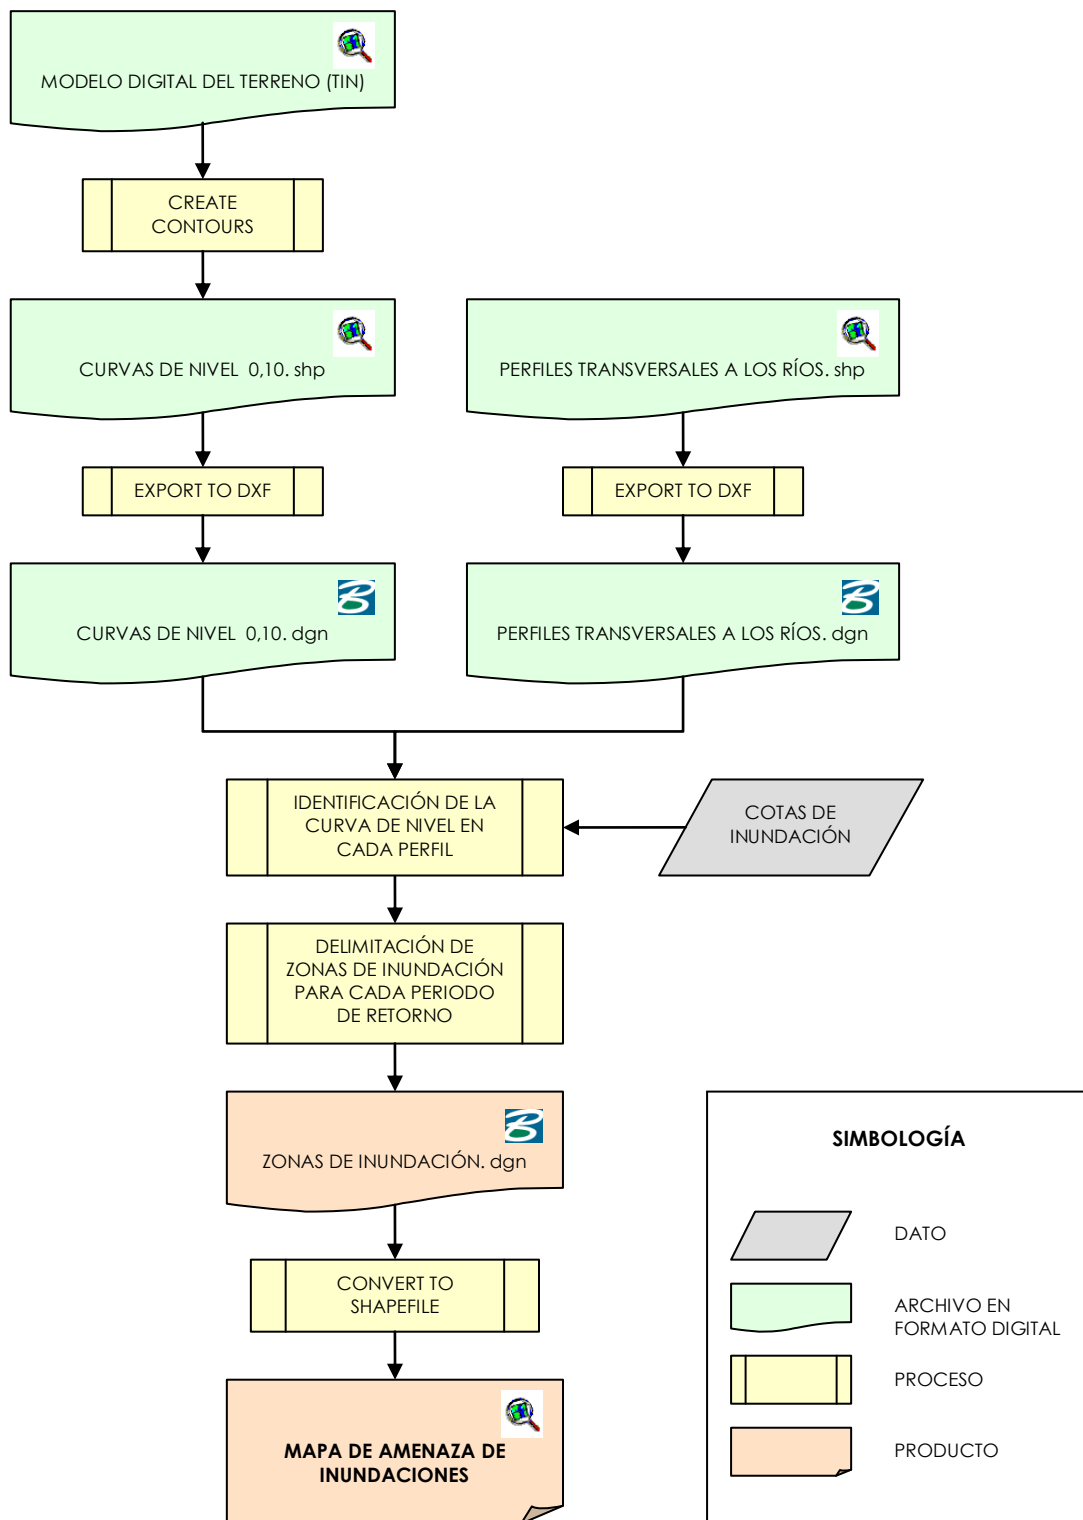 MODELO DIGITAL DEL TERRENO (TIN)
CREATE
CONTOURS
CURVAS DE NIVEL 0,10. shp
PERFILES TRANSVERSALES A LOS RÍOS. shp
EXPORT TO DXF
EXPORT TO DXF
CURVAS DE NIVEL 0,10. dgn
PERFILES TRANSVERSALES A LOS RÍOS. dgn
IDENTIFICACIÓN DE LA
CURVA DE NIVEL EN
CADA PERFIL
COTAS DE
INUNDACIÓN
DELIMITACIÓN DE
ZONAS DE INUNDACIÓN
PARA CADA PERIODO
DE RETORNO
ZONAS DE INUNDACIÓN. dgn
CONVERT TO
SHAPEFILE
MAPA DE AMENAZA DE
INUNDACIONES
SIMBOLOGÍA
DATO
ARCHIVO EN
FORMATO DIGITAL
PROCESO
PRODUCTO